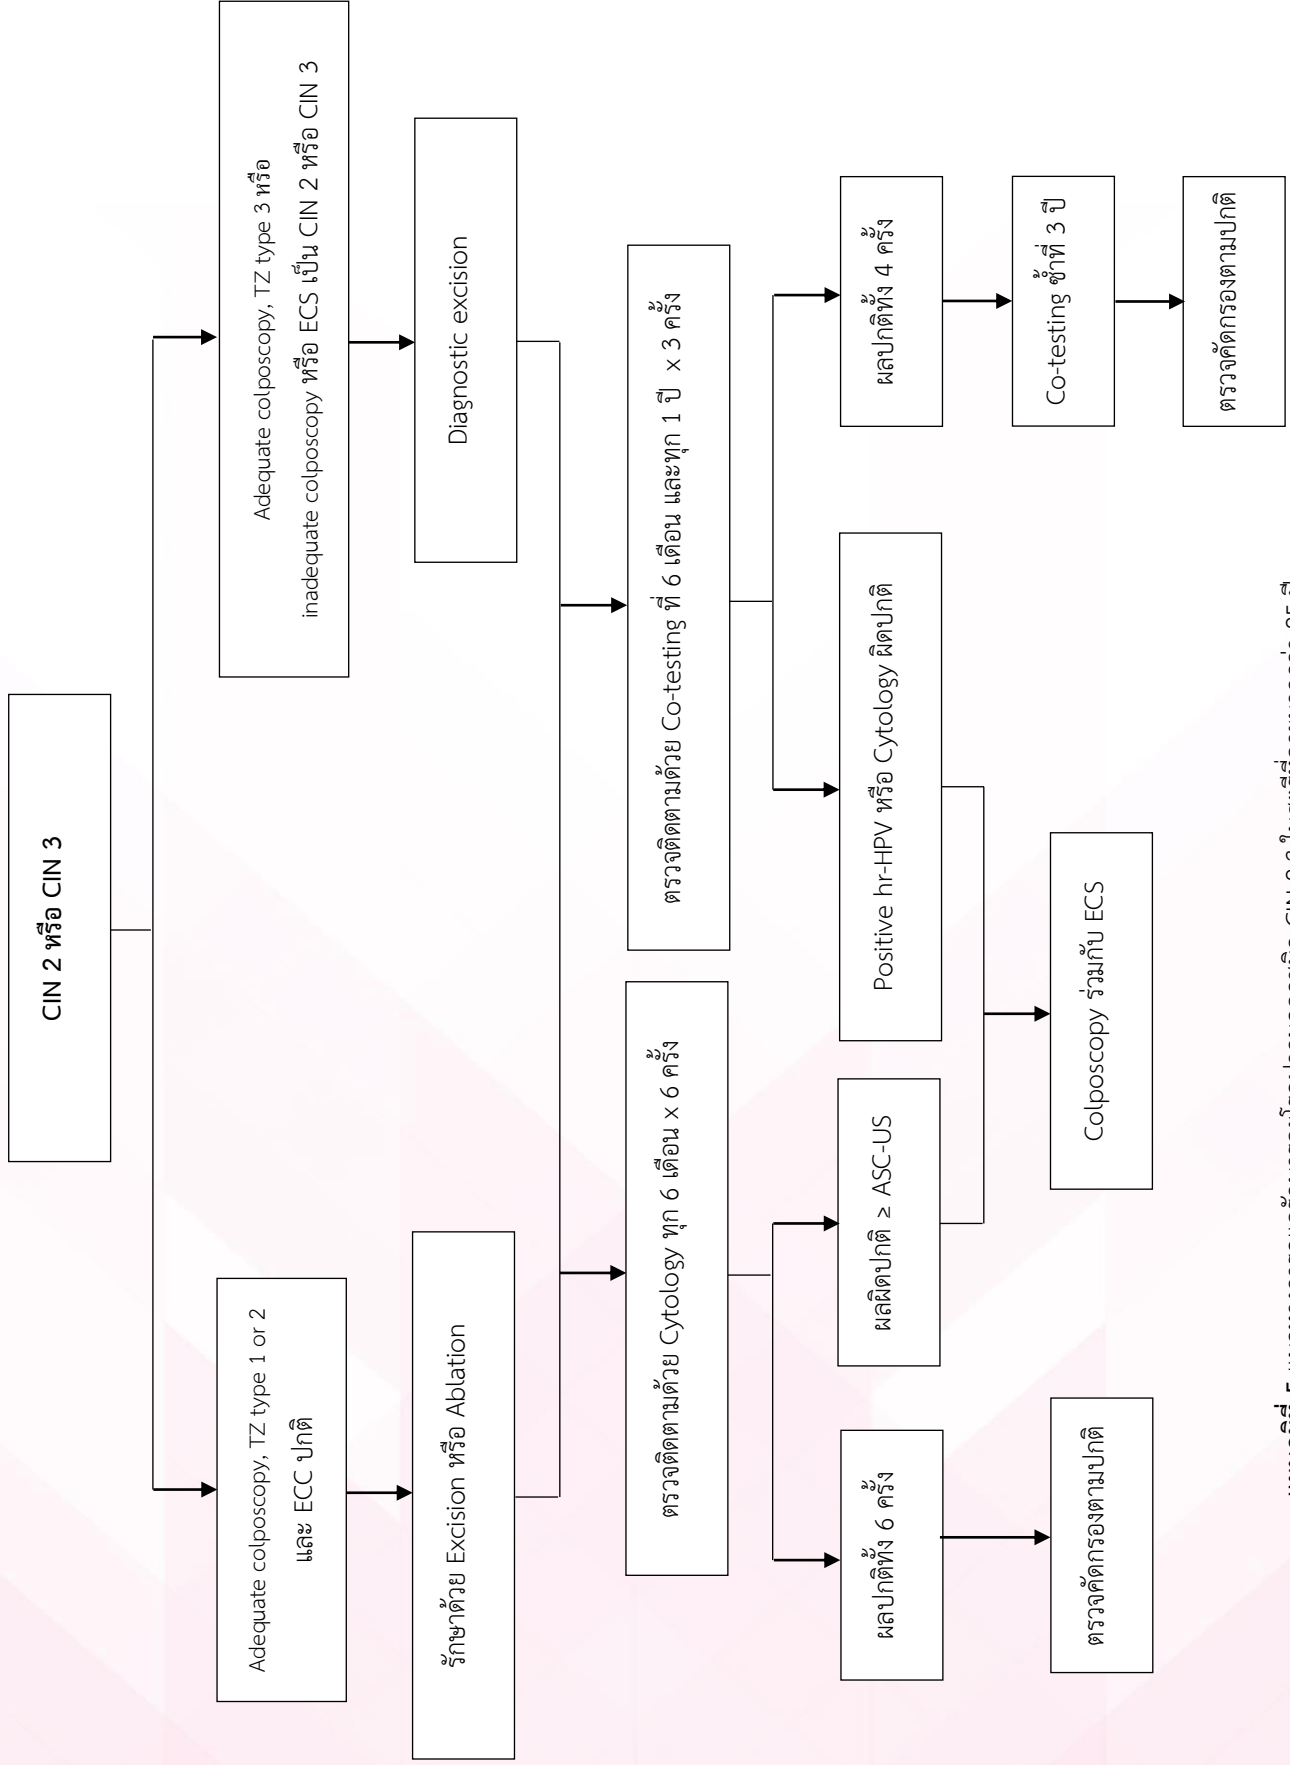 CIN 2 หรือ CIN 3
Adequate colposcopy, TZ type 1 or 2
และ ECC ปกติ
Adequate colposcopy, TZ type 3 หรือ
inadequate colposcopy หรือ ECS เป็น CIN 2 หรือ CIN 3
รักษาด้วย Excision หรือ Ablation
Diagnostic excision
ตรวจติดตามด้วย Cytology ทุก 6 เดือน x 6 ครั้ง
ตรวจติดตามด้วย Co-testing ที่ 6 เดือน และทุก 1 ปี x 3 ครั้ง
ผลปกติทั้ง 6 ครั้ง
ผลผิดปกติ ≥ ASC-US
Positive hr-HPV หรือ Cytology ผิดปกติ
ผลปกติทั้ง 4 ครั้ง
ตรวจคัดกรองตามปกติ
Colposcopy ร่วมกับ ECS
Co-testing ซ้ำที่ 3 ปี
ตรวจคัดกรองตามปกติ